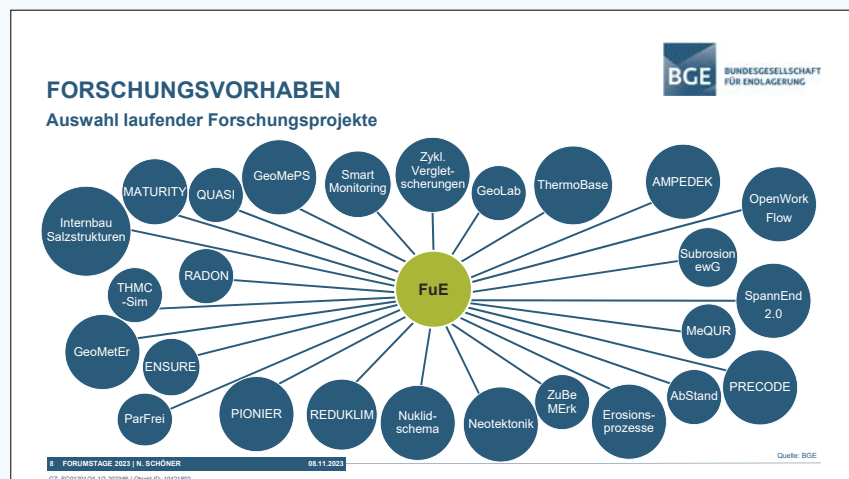 BGE
BUNDESGESELLSCHAFT
FÜR ENDLAGERUNG
FORSCHUNGSVORHABEN
Auswahl laufender Forschungsprojekte
Internbau
Salzstrukturen
MATURITY
QUASI
GeoMePS
Smart
Monitoring
Zykl.
Verglet-
scherungen
GeoLab
ThermoBase
AMPEDEK
OpenWork
Flow
THMC
-Sim
RADON
FuE
Subrosion
ewG
SpannEnd
2.0
GeoMetEr
ENSURE
MeQUR
ParFrei
PIONIER
REDUKLIM
Nuklid-
schema
Neotektonik
ZuBe
MErk
Erosions-
prozesse
AbStand
PRECODE
Quelle: BGE
8 FORUMSTAGE 2023 | N. SCHÖNER 08.11.2023